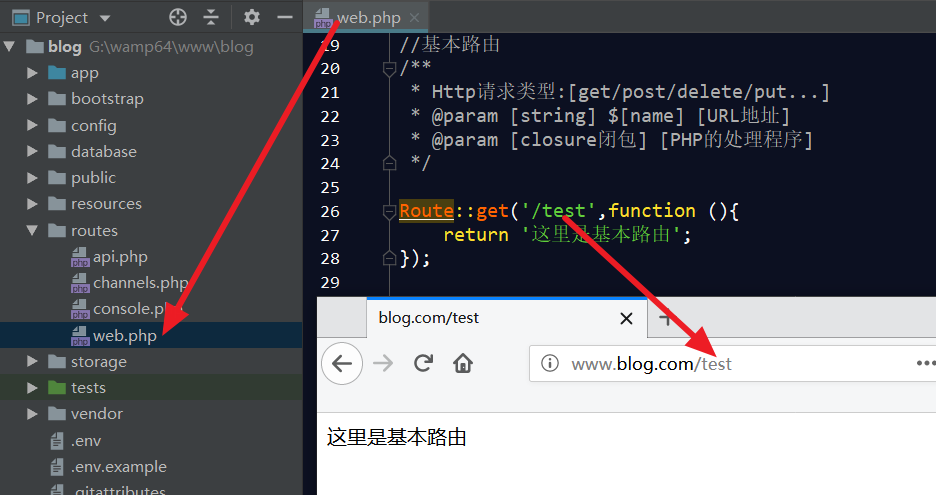 Project
blog G:\wamp64\www\blog
app
bootstrap
config
database
public
resources
routes
php api.php
php channels.php
php console.
php web.php
storage
tests
vendor
.env
.env.example
.gitattributes
php web.php
19 //基本路由
20 /**
21 * Http请求类型:[get/post/delete/put...]
22 * @param [string] $[name] [URL地址]
23 * @param [closure闭包] [PHP的处理程序]
24 */
25
26 Route::get('/test',function (){
27 return '这里是基本路由';
28 });
29
blog.com/test
www.blog.com/test
这里是基本路由